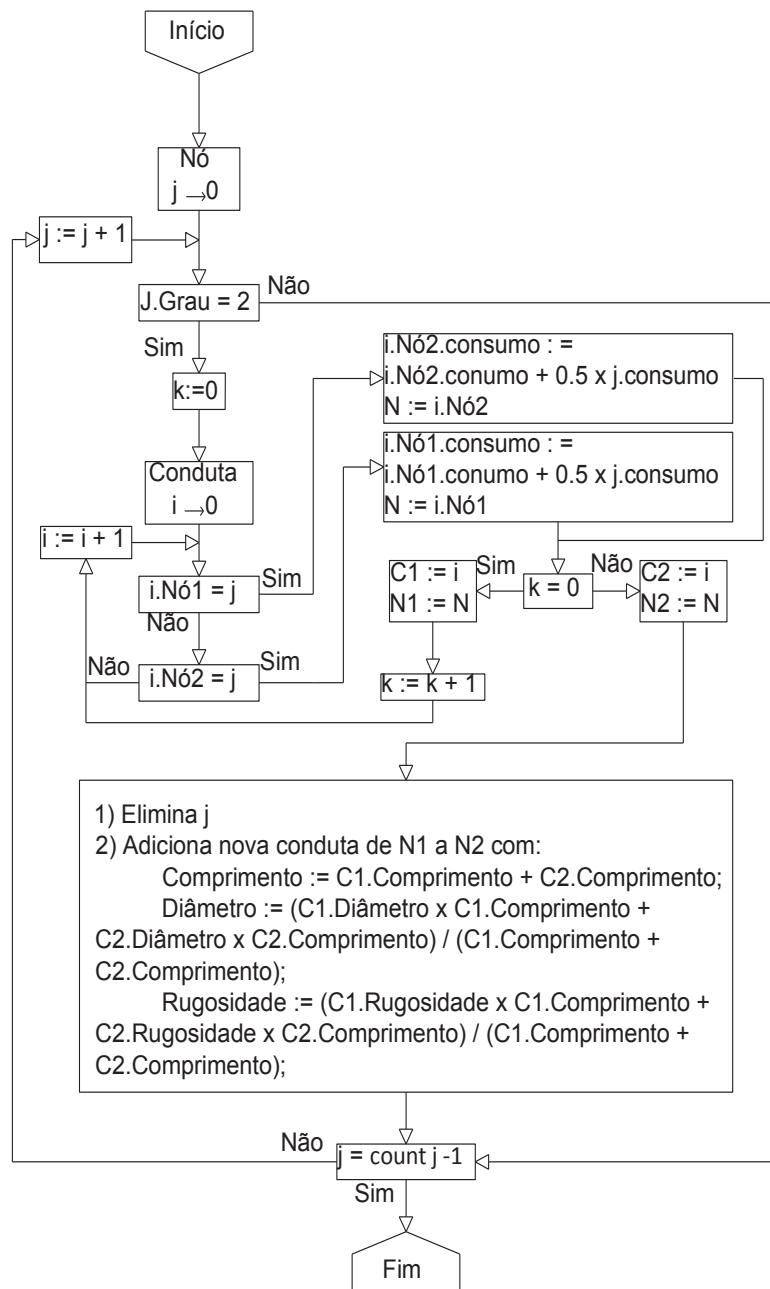 Início
Nó
j →0
j := j + 1
J.Grau = 2
Não
Sim
k:=0
i.Nó2.consumo : =
i.Nó2.conumo + 0.5 x j.consumo
N := i.Nó2
i.Nó1.consumo : =
i.Nó1.conumo + 0.5 x j.consumo
N := i.Nó1
Conduta
i →0
i := i + 1
i.Nó1 = j
Sim
Não
i.Nó2 = j
Não
Sim
k = 0
Sim
Não
C1 := i
N1 := N
C2 := i
N2 := N
k := k + 1
1) Elimina j
2) Adiciona nova conduta de N1 a N2 com:
Comprimento := C1.Comprimento + C2.Comprimento;
Diâmetro := (C1.Diâmetro x C1.Comprimento +
C2.Diâmetro x C2.Comprimento) / (C1.Comprimento +
C2.Comprimento);
Rugosidade := (C1.Rugosidade x C1.Comprimento +
C2.Rugosidade x C2.Comprimento) / (C1.Comprimento +
C2.Comprimento);
Não
j = count j -1
Sim
Fim